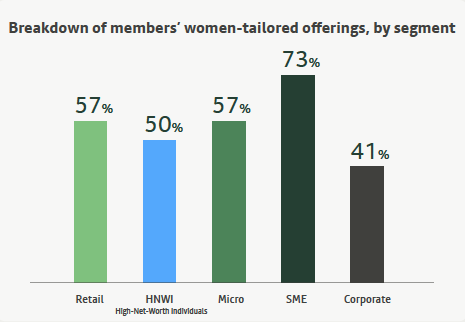 Breakdown of members’ women-tailored offerings, by segment
73%
57%
50%
57%
41%
Retail
HNWI
Micro
SME
Corporate
High-Net-Worth Individuals